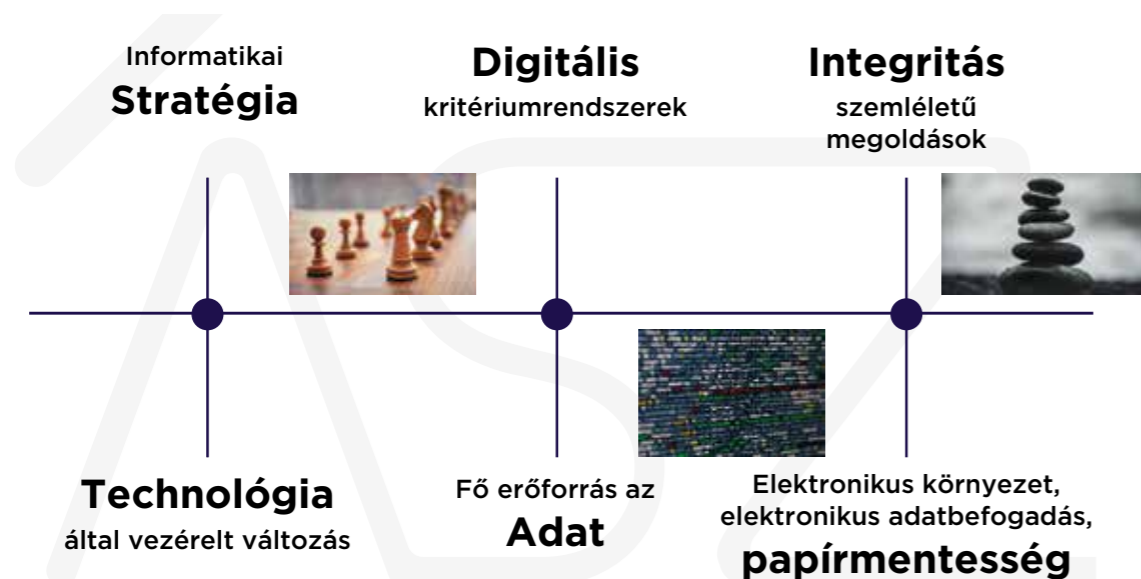 Informatikai
Stratégia
Digitális
kritériumrendszerek
Integritás
szemléletű
megoldások
Technológia
által vezérelt változás
Fő erőforrás az
Adat
Elektronikus környezet,
elektronikus adatbefogadás,
papírmentesség